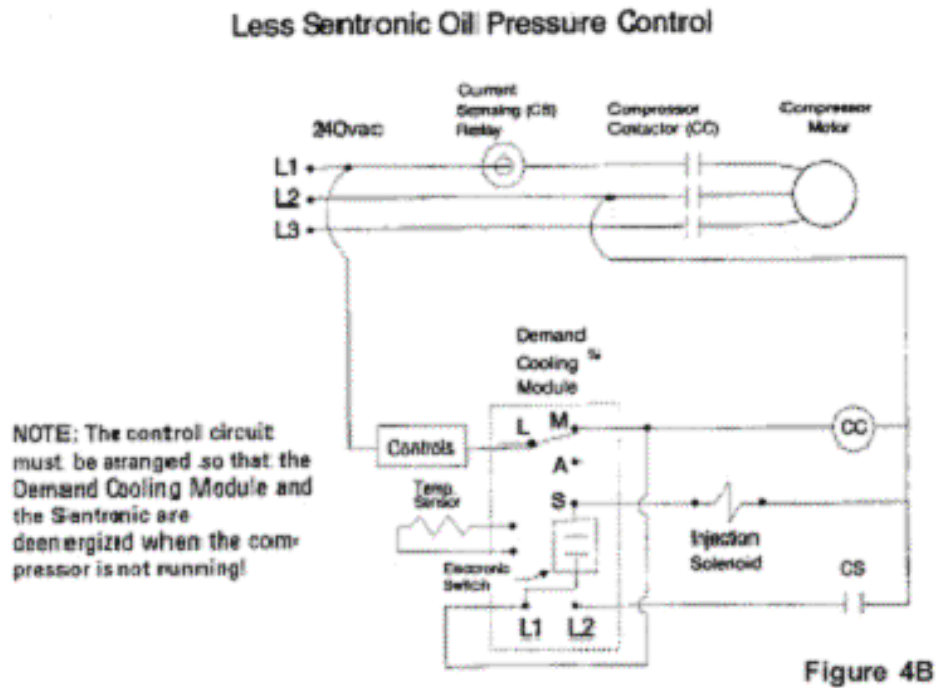 Less Sentronic Oil Pressure Control
Current
Sensing (CS)
Relay
Compressor
Contactor (CC)
Compressor
Motor
240vac
L1
L2
L3
Demand
Cooling
Module
L
M
A
S
CC
Controls
Temp.
Sensor
Electronic
Switch
Injection
Solenoid
CS
L1
L2
NOTE: The control circuit
must be arranged so that the
Demand Cooling Module and
the Sentronic are
deenergized when the com-
pressor is not running!
Figure 4B